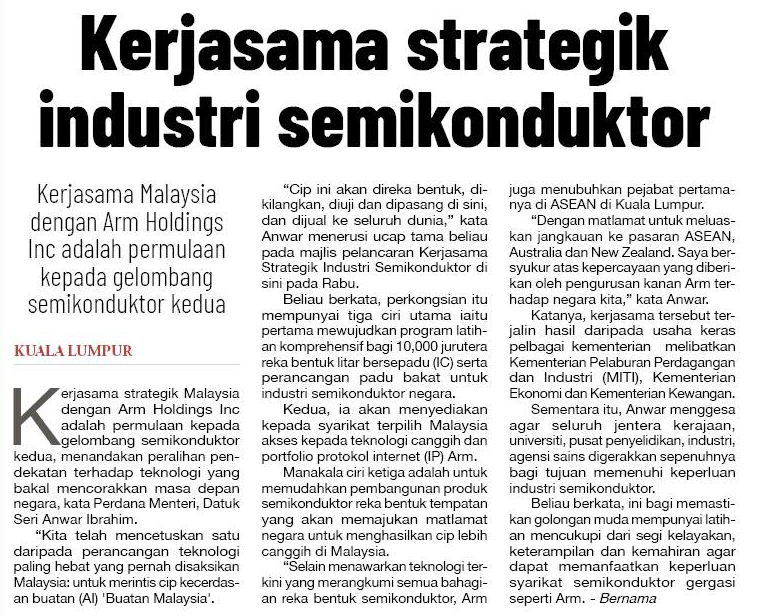 Kerjasama strategik
industri semikonduktor
Kerjasama Malaysia
dengan Arm Holdings
Inc adalah permulaan
kepada gelombang
semikonduktor kedua
KUALA LUMPUR
Kerjasama strategik Malaysia
dengan Arm Holdings Inc
adalah permulaan kepada
gelombang semikonduktor
kedua, menandakan peralihan pen-
dekatan terhadap teknologi yang
bakal mencorakkan masa depan
negara, kata Perdana Menteri, Datuk
Seri Anwar Ibrahim.
“Kita telah mencetuskan satu
daripada perancangan teknologi
paling hebat yang pernah disaksikan
Malaysia: untuk merintis cip kecerdas-
an buatan (AI) 'Buatan Malaysia'.
“Cip ini akan direka bentuk, di-
kilangkan, diuji dan dipasang di sini,
dan dijual ke seluruh dunia,” kata
Anwar menerusi ucap tama beliau
pada majlis pelancaran Kerjasama
Strategik Industri Semikonduktor di
sini pada Rabu.
Beliau berkata, perkongsian itu
mempunyai tiga ciri utama iaitu
pertama mewujudkan program latih-
an komprehensif bagi 10,000 jurutera
reka bentuk litar bersepadu (IC) serta
perancangan padu bakat untuk
industri semikonduktor negara.
Kedua, ia akan menyediakan
kepada syarikat terpilih Malaysia
akses kepada teknologi canggih dan
portfolio protokol internet (IP) Arm.
Manakala ciri ketiga adalah untuk
memudahkan pembangunan produk
semikonduktor reka bentuk tempatan
yang akan memajukan matlamat
negara untuk menghasilkan cip lebih
canggih di Malaysia.
“Selain menawarkan teknologi ter-
kini yang merangkumi semua bahagi-
an reka bentuk semikonduktor, Arm
juga menubuhkan pejabat pertama-
nya di ASEAN di Kuala Lumpur.
“Dengan matlamat untuk meluas-
kan jangkauan ke pasaran ASEAN,
Australia dan New Zealand. Saya ber-
syukur atas kepercayaan yang diberi-
kan oleh pengurusan kanan Arm ter-
hadap negara kita,” kata Anwar.
Katanya, kerjasama tersebut ter-
jalin hasil daripada usaha keras
pelbagai kementerian melibatkan
Kementerian Pelaburan Perdagangan
dan Industri (MITI), Kementerian
Ekonomi dan Kementerian Kewangan.
Sementara itu, Anwar menggesa
agar seluruh jentera kerajaan,
universiti, pusat penyelidikan, industri,
agensi sains digerakkan sepenuhnya
bagi tujuan memenuhi keperluan
industri semikonduktor.
Beliau berkata, ini bagi memasti-
kan golongan muda mempunyai latih-
an mencukupi dari segi kelayakan,
keterampilan dan kemahiran agar
dapat memanfaatkan keperluan
syarikat semikonduktor gergasi
seperti Arm. - Bernama